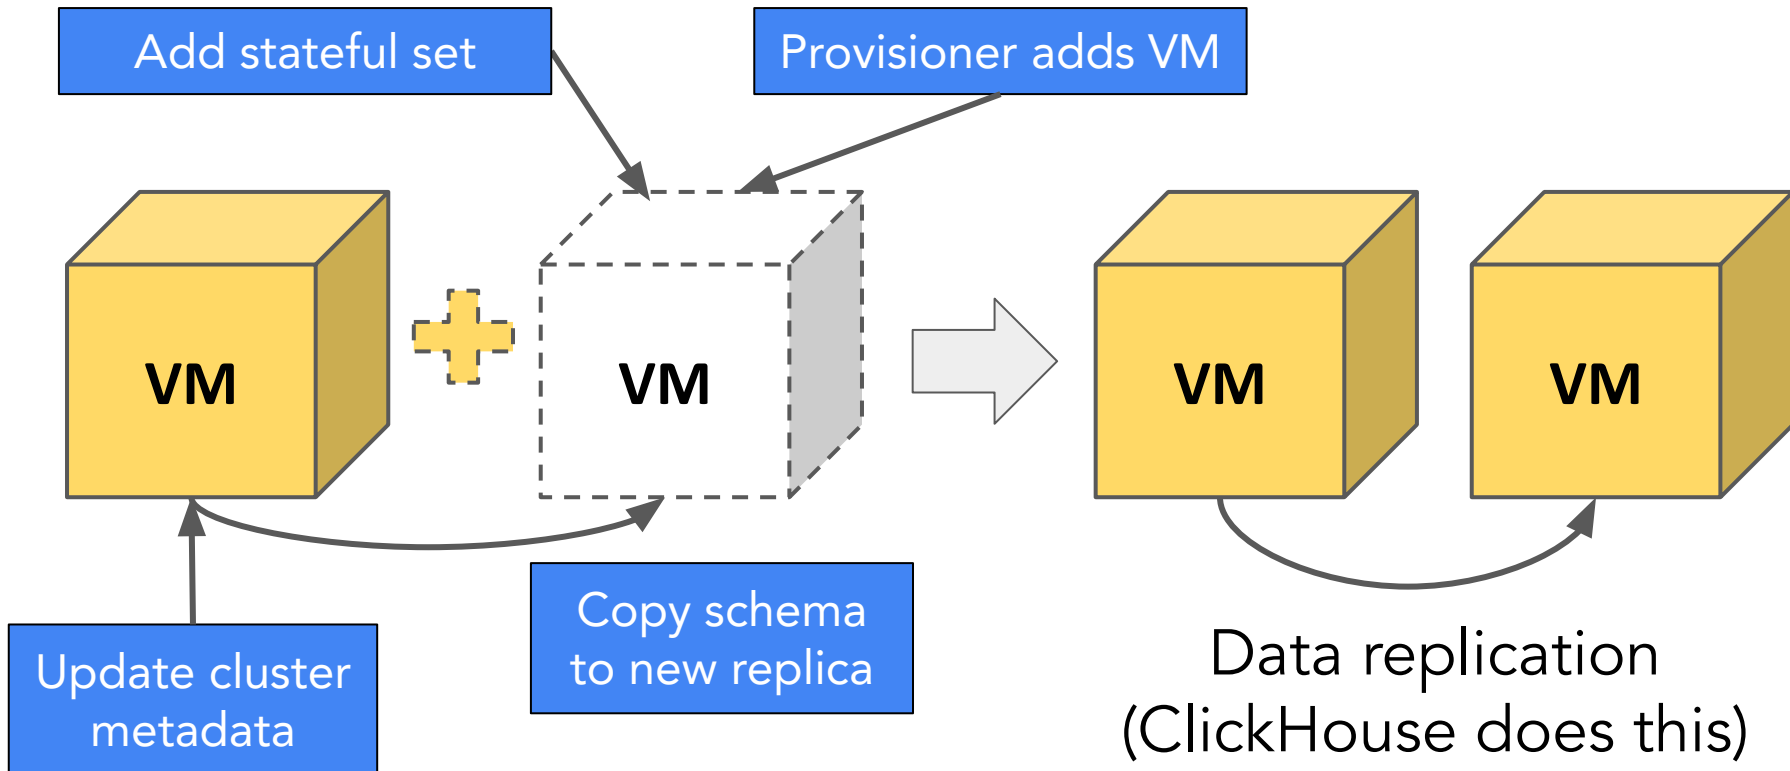 Add stateful set
Provisioner adds VM
VM
VM
VM
VM
Update cluster
metadata
Copy schema
to new replica
Data replication
(ClickHouse does this)